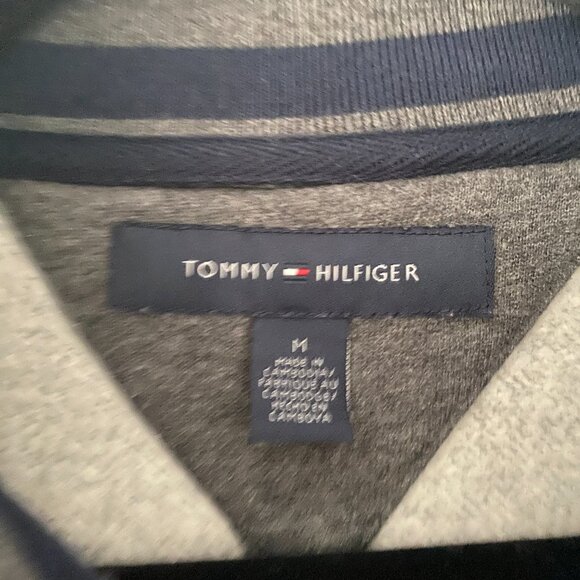 TOMMY HILFIGER
M
MADE IN
CAMBODIA/
FABRIQUE AU
CAMBODGE/
HECHO EN
CAMBOYA